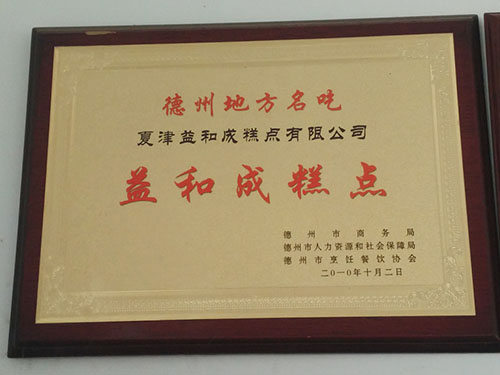 德州地方名吃
夏津益和成糕点有限公司
益和成糕点
德州市商务局
德州市人力资源和社会保障局
德州市烹饪餐饮协会
二〇一〇年十月二日